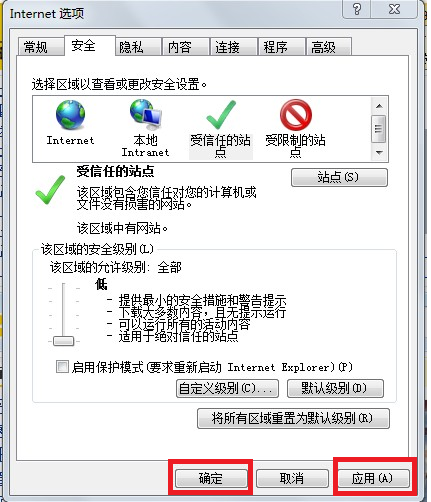 Internet 选项
常规 安全 隐私 内容 连接 程序 高级
选择区域以查看或更改安全设置。
Internet 本地 Intranet 受信任的站点 受限制的站点
受信任的站点
站点(S)
该区域包含您信任对您的计算机或
文件没有损害的网站。
该区域中有网站。
该区域的安全级别(L)
该区域的允许级别: 全部
低
- 提供最小的安全措施和警告提示
- 下载大多数内容，且无提示运行
- 可以运行所有的活动内容
- 适用于绝对信任的站点
启用保护模式(要求重新启动 Internet Explorer)(P)
自定义级别(C)... 默认级别(D)
将所有区域重置为默认级别(R)
确定 取消 应用(A)